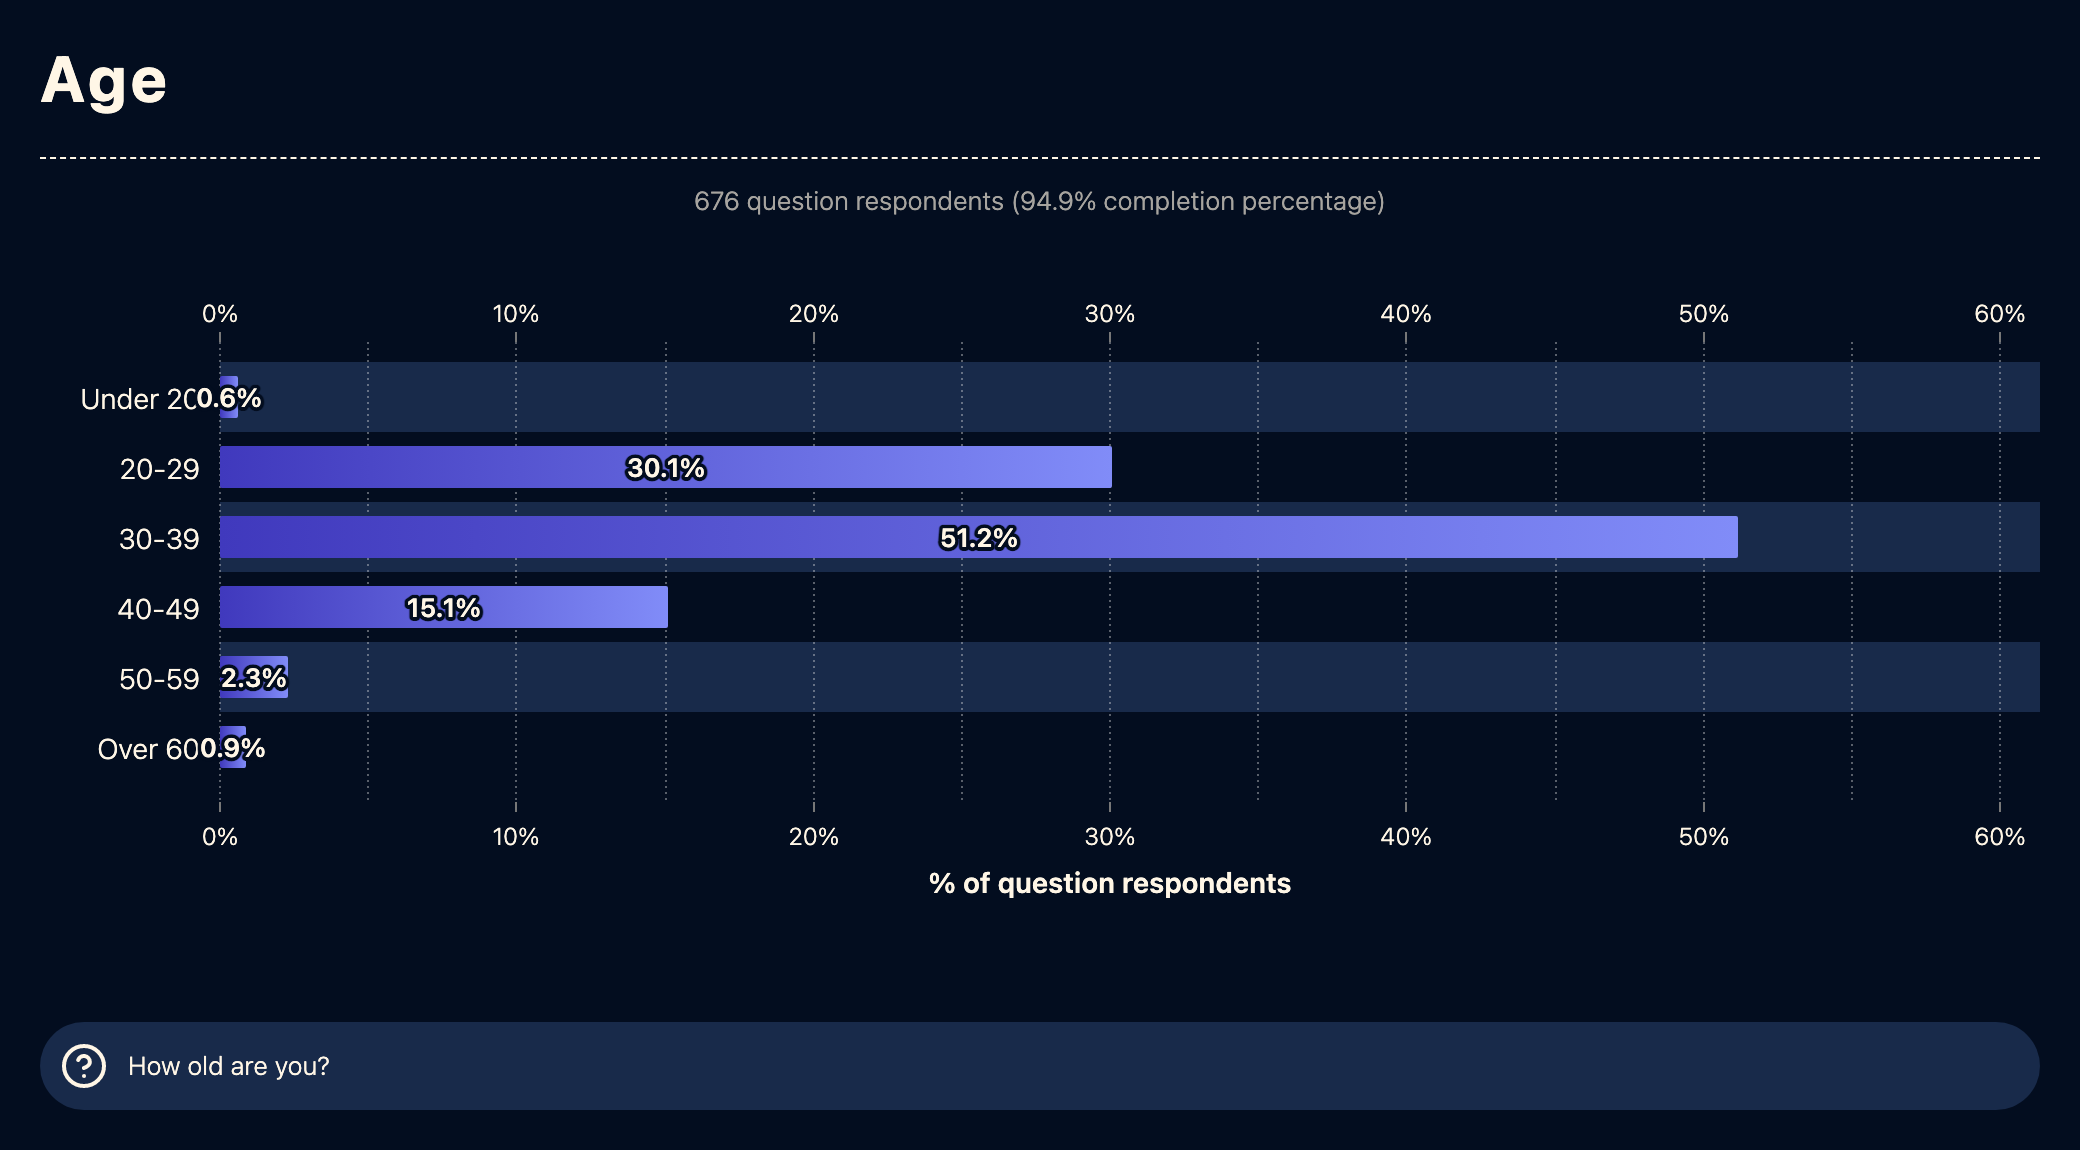 Age
676 question respondents (94.9% completion percentage)
0% 10% 20% 30% 40% 50% 60%
Under 20 0.6%
20-29 30.1%
30-39 51.2%
40-49 15.1%
50-59 2.3%
Over 60 0.9%
0% 10% 20% 30% 40% 50% 60%
% of question respondents
How old are you?